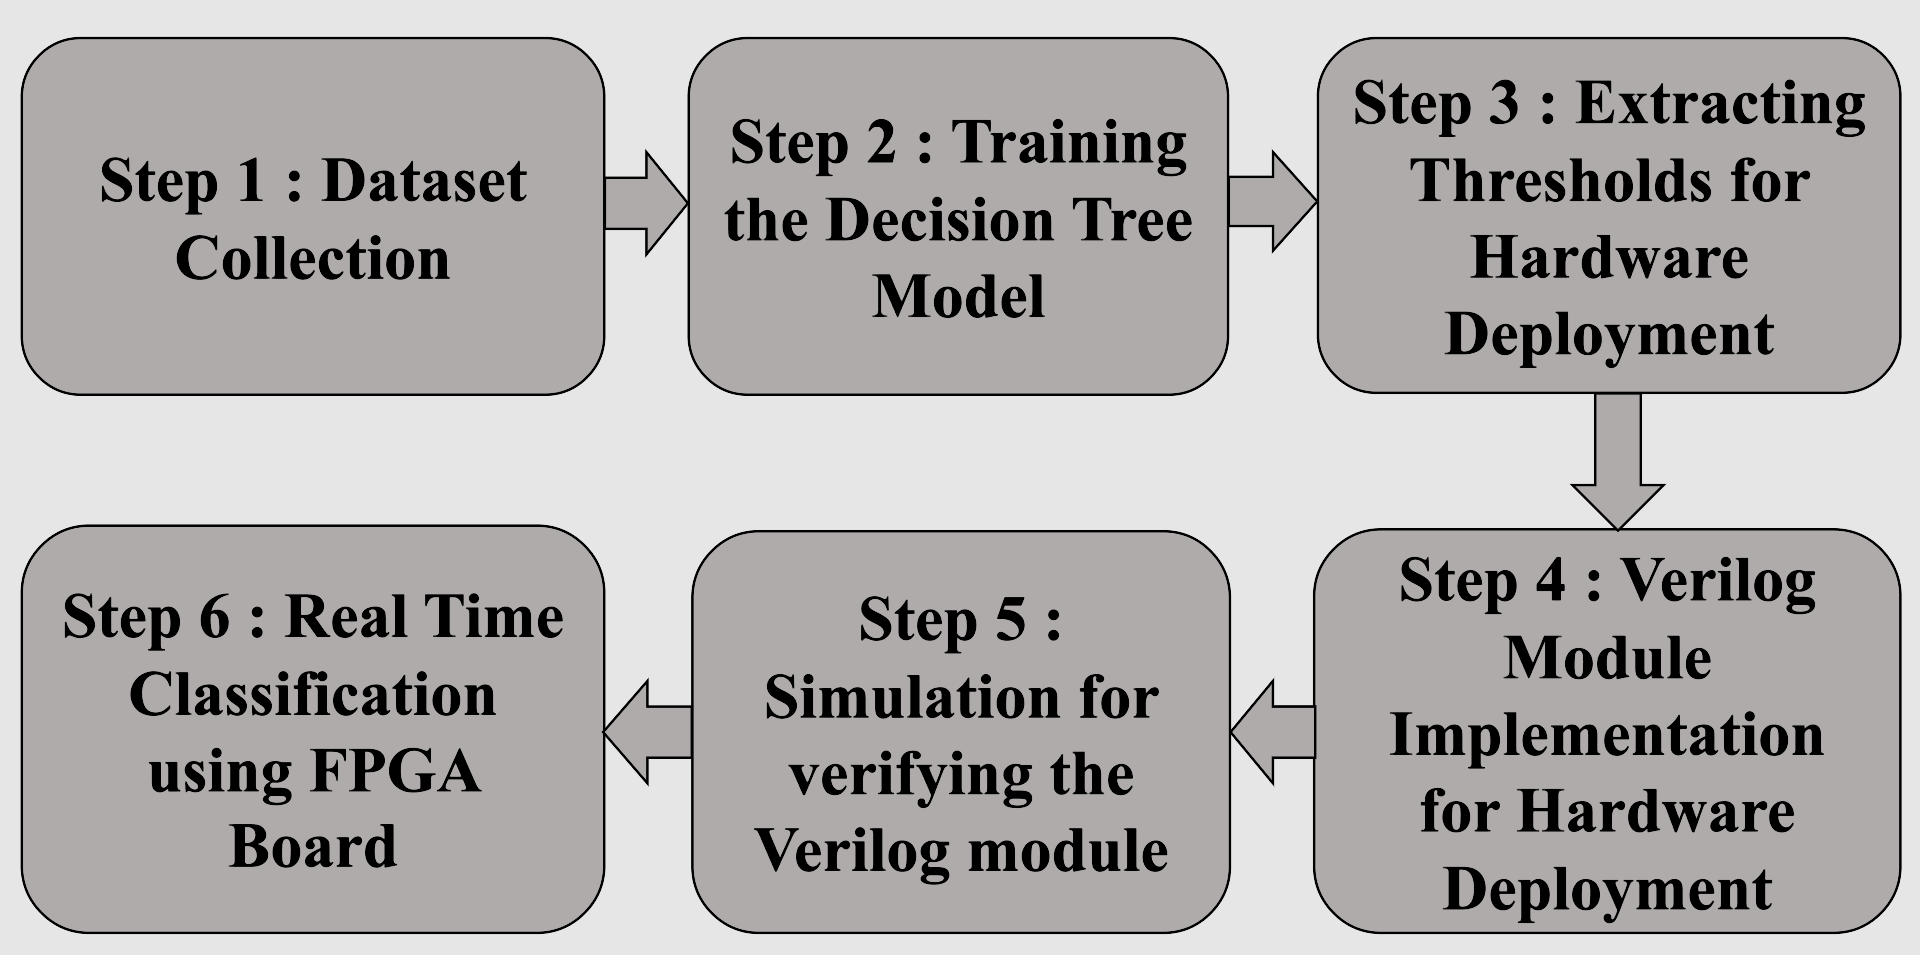 Step 1 : Dataset
Collection
Step 2 : Training
the Decision Tree
Model
Step 3 : Extracting
Thresholds for
Hardware
Deployment
Step 4 : Verilog
Module
Implementation
for Hardware
Deployment
Step 5 :
Simulation for
verifying the
Verilog module
Step 6 : Real Time
Classification
using FPGA
Board